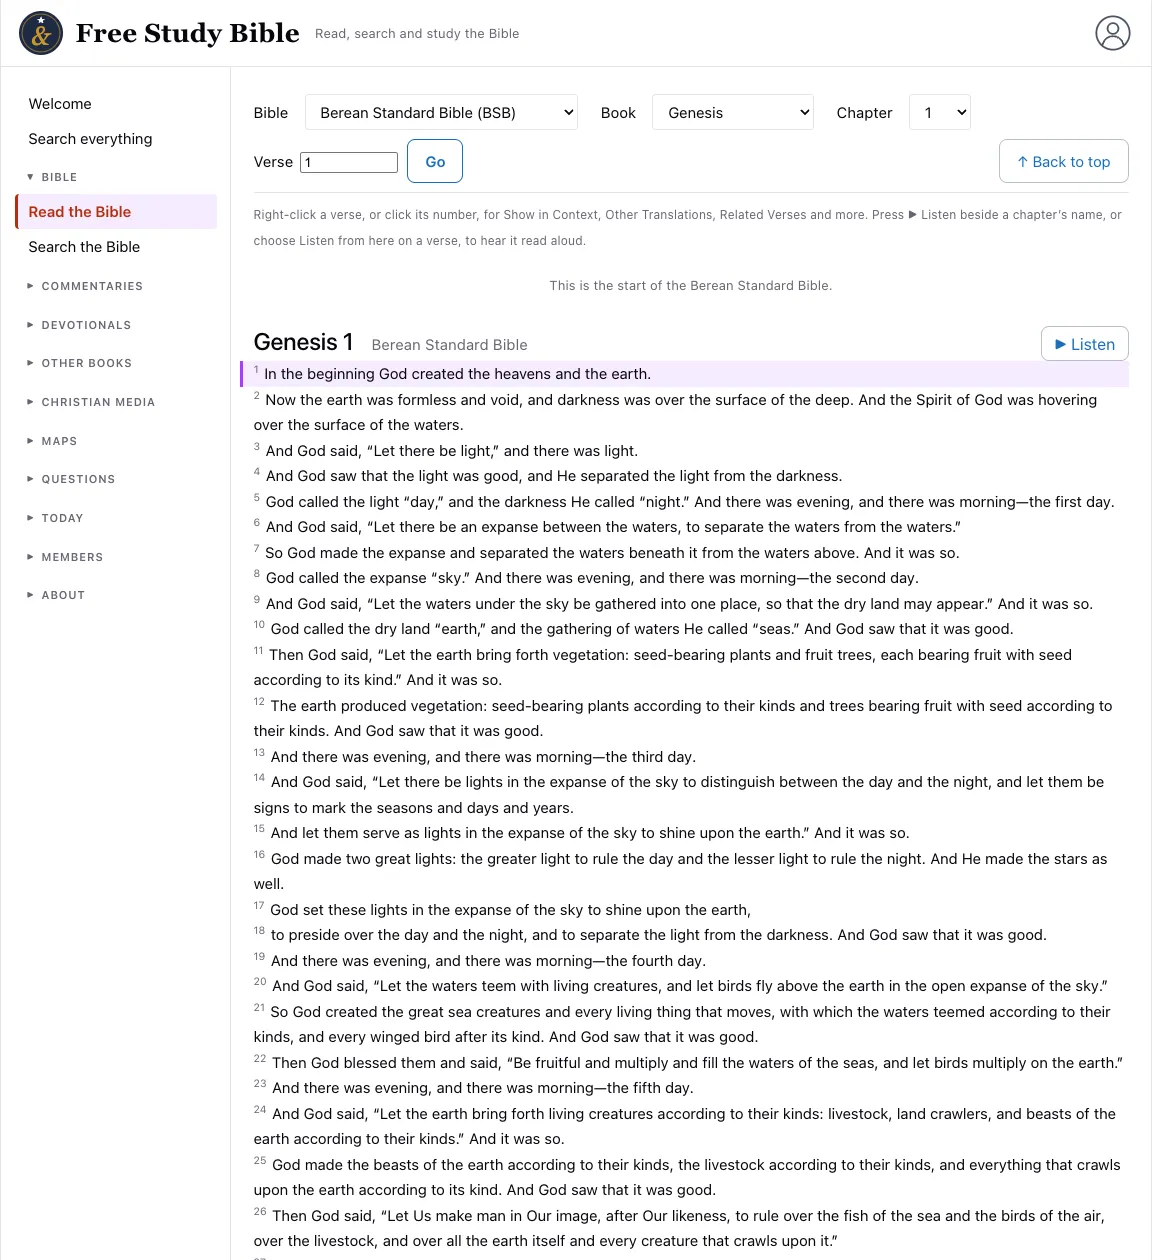 Free Study Bible
Read, search and study the Bible
Welcome
Search everything
▼ BIBLE
Read the Bible
Search the Bible
► COMMENTARIES
► DEVOTIONALS
► OTHER BOOKS
► CHRISTIAN MEDIA
► MAPS
► QUESTIONS
► TODAY
► MEMBERS
► ABOUT
Bible Berean Standard Bible (BSB) Book Genesis Chapter 1
Verse 1 Go ↑ Back to top
Right-click a verse, or click its number, for Show in Context, Other Translations, Related Verses and more. Press ► Listen beside a chapter’s name, or
choose Listen from here on a verse, to hear it read aloud.
This is the start of the Berean Standard Bible.
Genesis 1 Berean Standard Bible ► Listen
1 In the beginning God created the heavens and the earth.
2 Now the earth was formless and void, and darkness was over the surface of the deep. And the Spirit of God was hovering
over the surface of the waters.
3 And God said, “Let there be light,” and there was light.
4 And God saw that the light was good, and He separated the light from the darkness.
5 God called the light “day,” and the darkness He called “night.” And there was evening, and there was morning—the first day.
6 And God said, “Let there be an expanse between the waters, to separate the waters from the waters.”
7 So God made the expanse and separated the waters beneath it from the waters above. And it was so.
8 God called the expanse “sky.” And there was evening, and there was morning—the second day.
9 And God said, “Let the waters under the sky be gathered into one place, so that the dry land may appear.” And it was so.
10 God called the dry land “earth,” and the gathering of waters He called “seas.” And God saw that it was good.
11 Then God said, “Let the earth bring forth vegetation: seed-bearing plants and fruit trees, each bearing fruit with seed
according to its kind.” And it was so.
12 The earth produced vegetation: seed-bearing plants according to their kinds and trees bearing fruit with seed according to
their kinds. And God saw that it was good.
13 And there was evening, and there was morning—the third day.
14 And God said, “Let there be lights in the expanse of the sky to distinguish between the day and the night, and let them be
signs to mark the seasons and days and years.
15 And let them serve as lights in the expanse of the sky to shine upon the earth.” And it was so.
16 God made two great lights: the greater light to rule the day and the lesser light to rule the night. And He made the stars as
well.
17 God set these lights in the expanse of the sky to shine upon the earth,
18 to preside over the day and the night, and to separate the light from the darkness. And God saw that it was good.
19 And there was evening, and there was morning—the fourth day.
20 And God said, “Let the waters teem with living creatures, and let birds fly above the earth in the open expanse of the sky.”
21 So God created the great sea creatures and every living thing that moves, with which the waters teemed according to their
kinds, and every winged bird after its kind. And God saw that it was good.
22 Then God blessed them and said, “Be fruitful and multiply and fill the waters of the seas, and let birds multiply on the earth.”
23 And there was evening, and there was morning—the fifth day.
24 And God said, “Let the earth bring forth living creatures according to their kinds: livestock, land crawlers, and beasts of the
earth according to their kinds.” And it was so.
25 God made the beasts of the earth according to their kinds, the livestock according to their kinds, and everything that crawls
upon the earth according to its kind. And God saw that it was good.
26 Then God said, “Let Us make man in Our image, after Our likeness, to rule over the fish of the sea and the birds of the air,
over the livestock, and over all the earth itself and every creature that crawls upon it.”